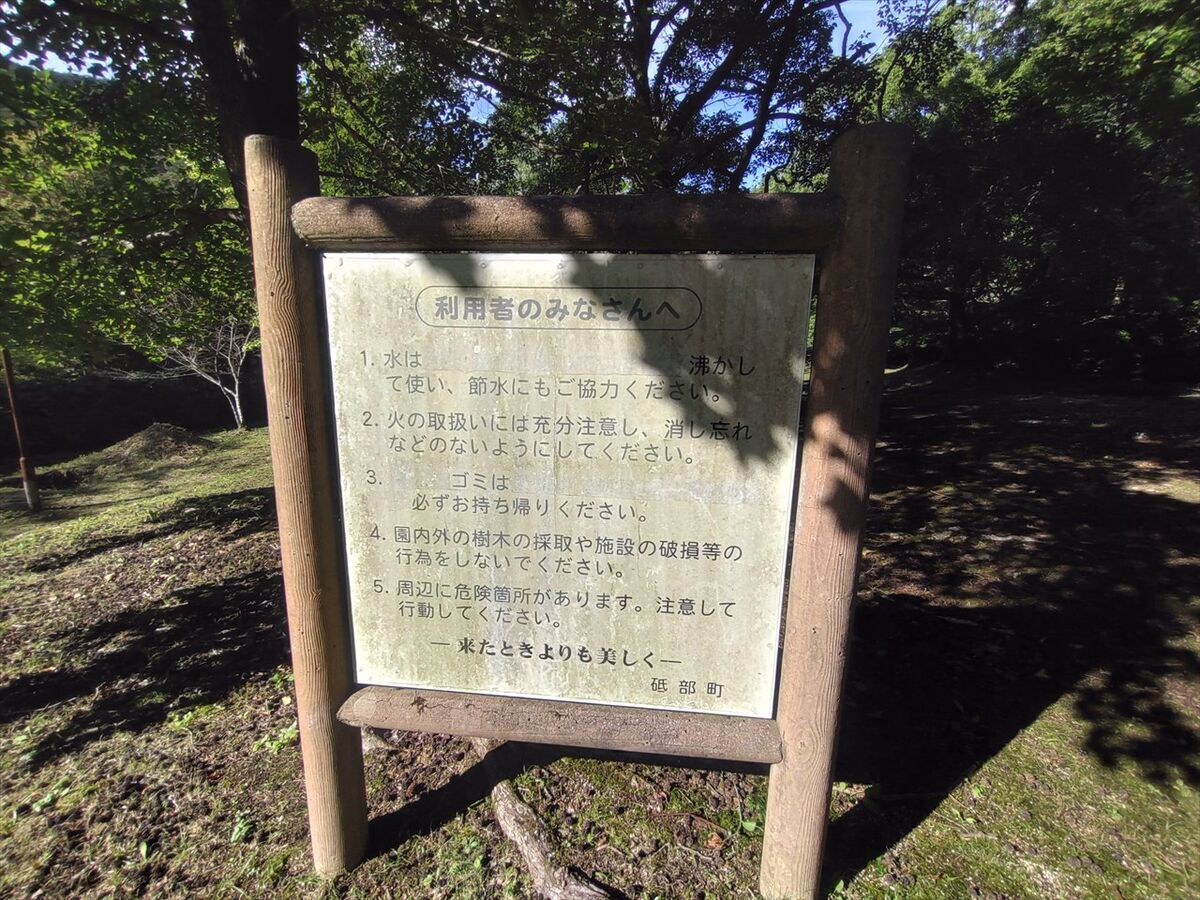 利用者のみなさんへ
1. 水は 沸かし
て使い、節水にもご協力ください。
2. 火の取扱いには充分注意し、消し忘れ
などのないようにしてください。
3. ゴミは
必ずお持ち帰りください。
4. 園内外の樹木の採取や施設の破損等の
行為をしないでください。
5. 周辺に危険箇所があります。注意して
行動してください。
―来たときよりも美しく―
砥部町